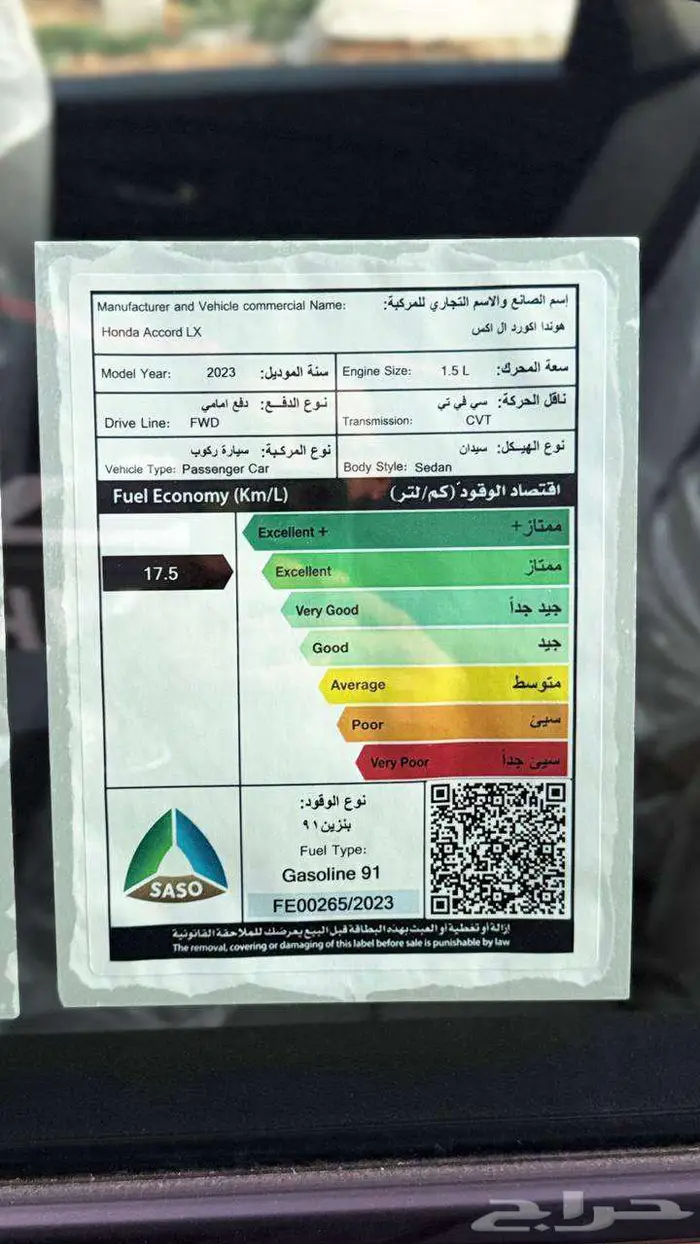 Manufacturer and Vehicle commercial Name: إسم الصانع والاسم التجاري للمركبة:
Honda Accord LX هوندا اكورد ال اكس
Model Year: 2023 سنة الموديل: Engine Size: 1.5 L سعة المحرك:
نوع الدفع: دفع امامي
Drive Line: FWD
ناقل الحركة: سي في تي
Transmission: CVT
نوع المركبة: سيارة ركوب
Vehicle Type: Passenger Car
نوع الهيكل: سيدان
Body Style: Sedan
Fuel Economy (Km/L) اقتصاد الوقود (كم/لتر)
Excellent + ممتاز+
17.5
Excellent ممتاز
Very Good جيد جداً
Good جيد
Average متوسط
Poor سيئ
Very Poor سيئ جداً
SASO
نوع الوقود:
بنزين ٩١
Fuel Type:
Gasoline 91
FE00265/2023
إزالة أو تغطية أو العبث بهذه البطاقة قبل البيع يعرضك للملاحقة القانونية
The removal, covering or damaging of this label before sale is punishable by law
حراج